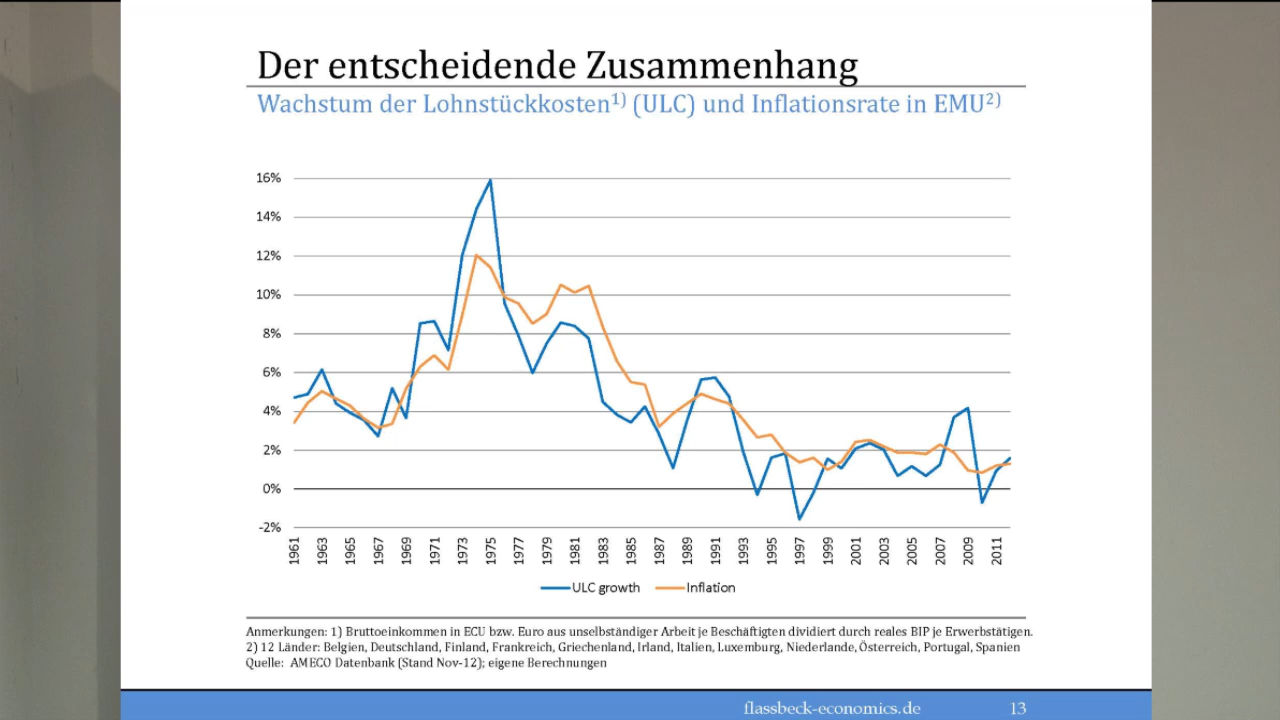 Der entscheidende Zusammenhang
Wachstum der Lohnstückkosten1) (ULC) und Inflationsrate in EMU2)
16%
14%
12%
10%
8%
6%
4%
2%
0%
-2%
1961 1963 1965 1967 1969 1971 1973 1975 1977 1979 1981 1983 1985 1987 1989 1991 1993 1995 1997 1999 2001 2003 2005 2007 2009 2011
ULC growth Inflation
Anmerkungen: 1) Bruttoeinkommen in ECU bzw. Euro aus unselbständiger Arbeit je Beschäftigten dividiert durch reales BIP je Erwerbstätigen.
2) 12 Länder: Belgien, Deutschland, Finland, Frankreich, Griechenland, Irland, Italien, Luxemburg, Niederlande, Österreich, Portugal, Spanien
Quelle: AMECO Datenbank (Stand Nov-12); eigene Berechnungen
flassbeck-economics.de 13